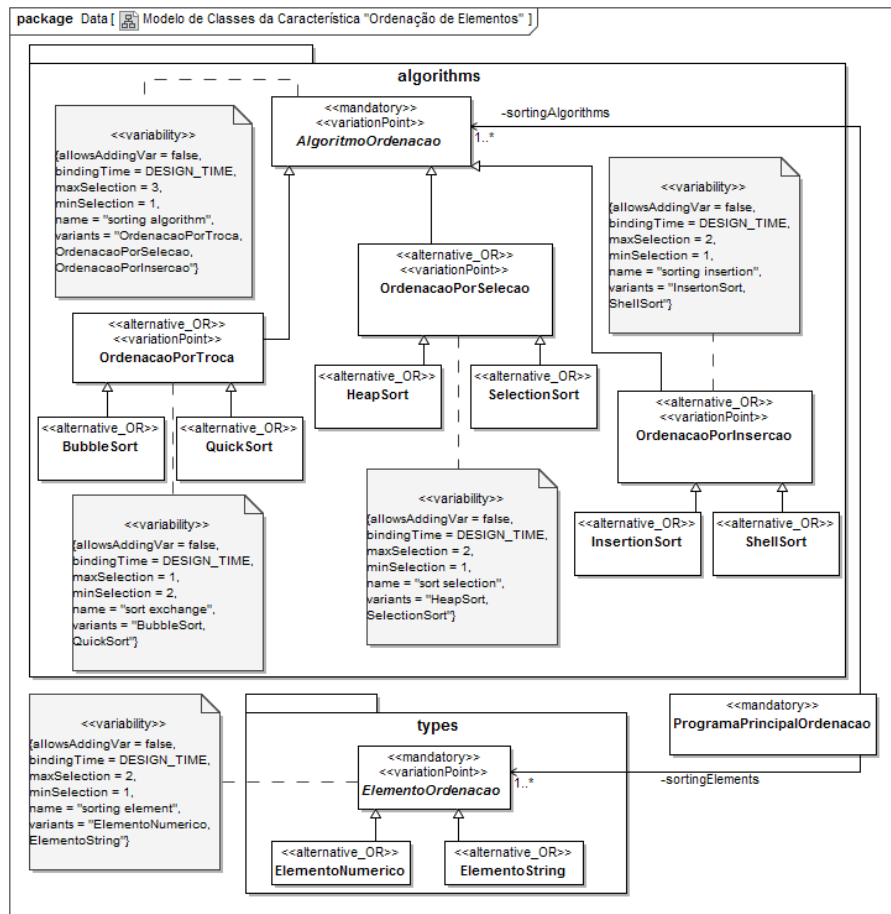 package Data [ Modelo de Classes da Característica "Ordenação de Elementos" ]
algorithms
<<mandatory>>
<<variationPoint>>
AlgoritmoOrdenacao
-sortingAlgorithms
1..*
<<variability>>
{allowsAddingVar = false,
bindingTime = DESIGN_TIME,
maxSelection = 3,
minSelection = 1,
name = "sorting algorithm",
variants = "OrdenacaoPorTroca,
OrdenacaoPorSelecao,
OrdenacaoPorInsercao"}
<<variability>>
{allowsAddingVar = false,
bindingTime = DESIGN_TIME,
maxSelection = 2,
minSelection = 1,
name = "sorting insertion",
variants = "InsertonSort,
ShellSort"}
<<alternative_OR>>
<<variationPoint>>
OrdenacaoPorSelecao
<<alternative_OR>>
<<variationPoint>>
OrdenacaoPorTroca
<<alternative_OR>>
HeapSort
<<alternative_OR>>
SelectionSort
<<alternative_OR>>
<<variationPoint>>
OrdenacaoPorInsercao
<<alternative_OR>>
BubbleSort
<<alternative_OR>>
QuickSort
<<variability>>
{allowsAddingVar = false,
bindingTime = DESIGN_TIME,
maxSelection = 1,
minSelection = 2,
name = "sort exchange",
variants = "BubbleSort,
QuickSort"}
<<variability>>
{allowsAddingVar = false,
bindingTime = DESIGN_TIME,
maxSelection = 2,
minSelection = 1,
name = "sort selection",
variants = "HeapSort,
SelectionSort"}
<<alternative_OR>>
InsertionSort
<<alternative_OR>>
ShellSort
<<variability>>
{allowsAddingVar = false,
bindingTime = DESIGN_TIME,
maxSelection = 2,
minSelection = 1,
name = "sorting element",
variants = "ElementoNumerico,
ElementoString"}
types
<<mandatory>>
<<variationPoint>>
ElementoOrdenacao
1..*
-sortingElements
<<mandatory>>
ProgramaPrincipalOrdenacao
<<alternative_OR>>
ElementoNumerico
<<alternative_OR>>
ElementoString